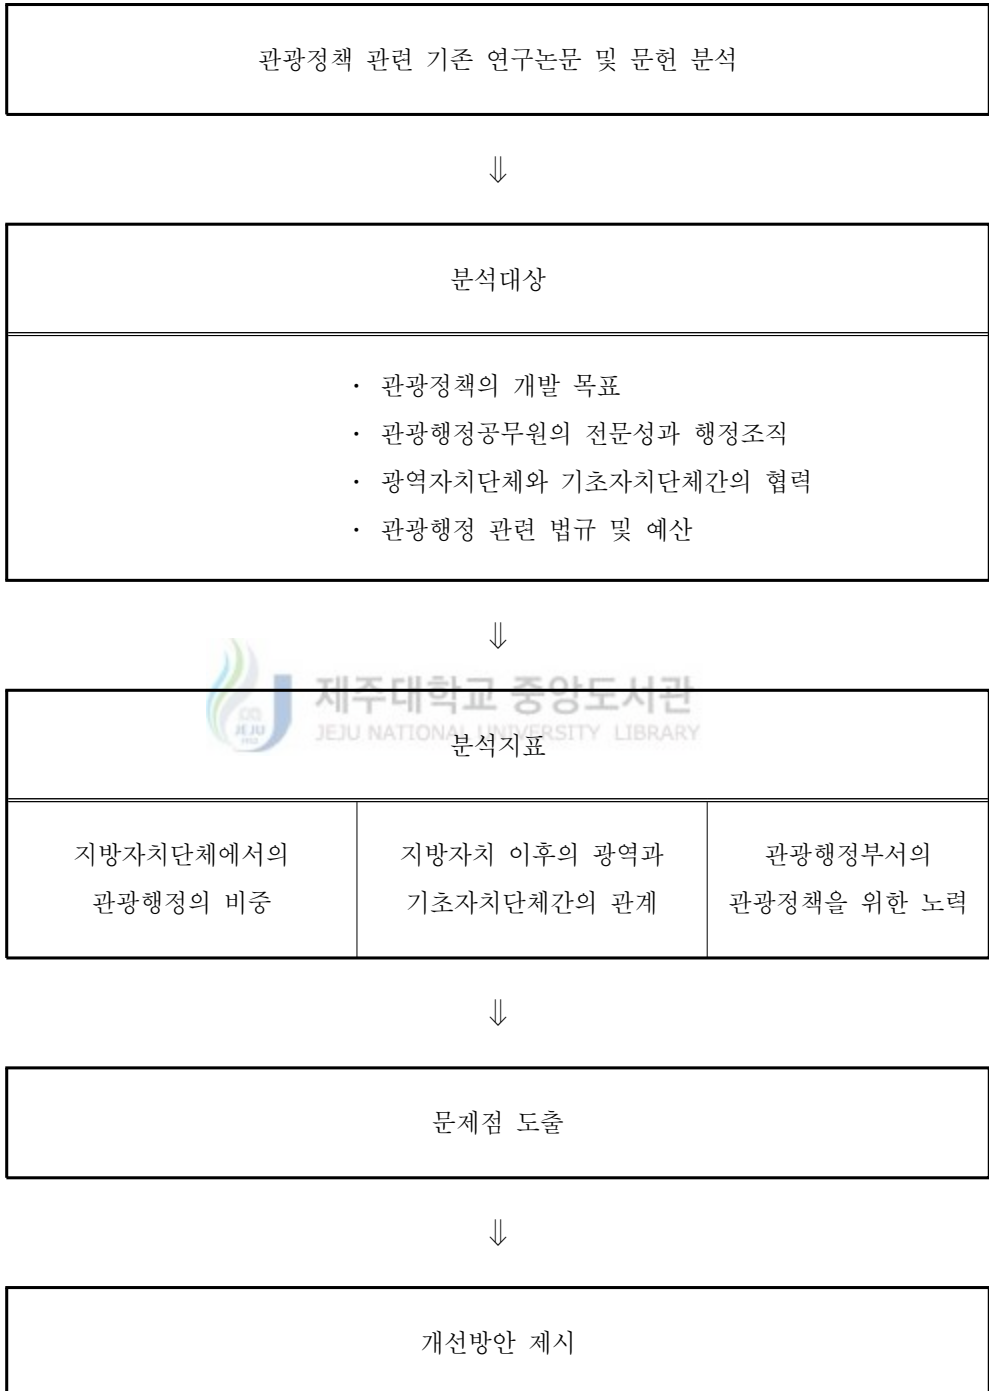 관광정책 관련 기존 연구논문 및 문헌 분석
⇓
분석대상
· 관광정책의 개발 목표
· 관광행정공무원의 전문성과 행정조직
· 광역자치단체와 기초자치단체간의 협력
· 관광행정 관련 법규 및 예산
⇓
제주대학교 중앙도서관
JEJU NATIONAL UNIVERSITY LIBRARY
JEJU
1952
분석지표
지방자치단체에서의
관광행정의 비중
지방자치 이후의 광역과
기초자치단체간의 관계
관광행정부서의
관광정책을 위한 노력
⇓
문제점 도출
⇓
개선방안 제시